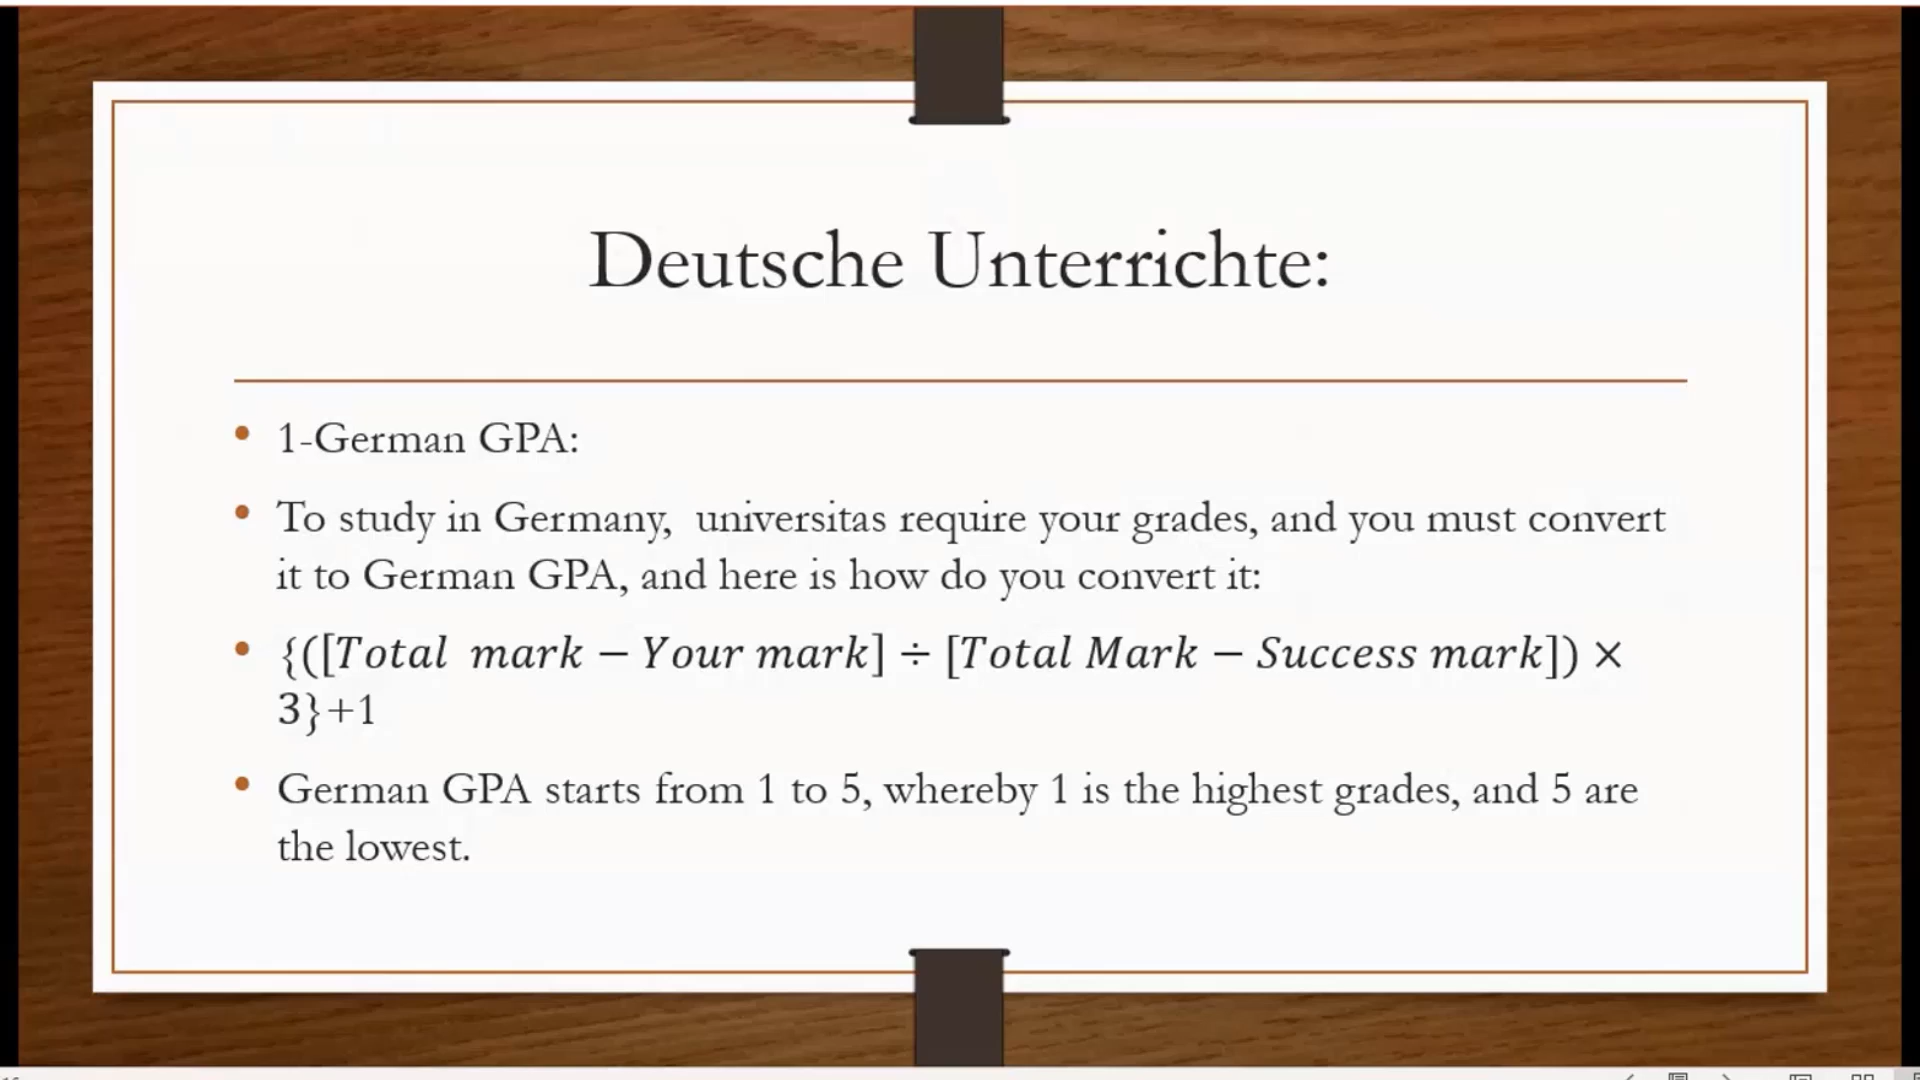 Deutsche Unterrichte:
• 1-German GPA:
• To study in Germany,  universitas require your grades, and you must convert
it to German GPA, and here is how do you convert it:
• {([Total  mark − Your mark] ÷ [Total Mark − Success mark]) ×
3}+1
• German GPA starts from 1 to 5, whereby 1 is the highest grades, and 5 are
the lowest.